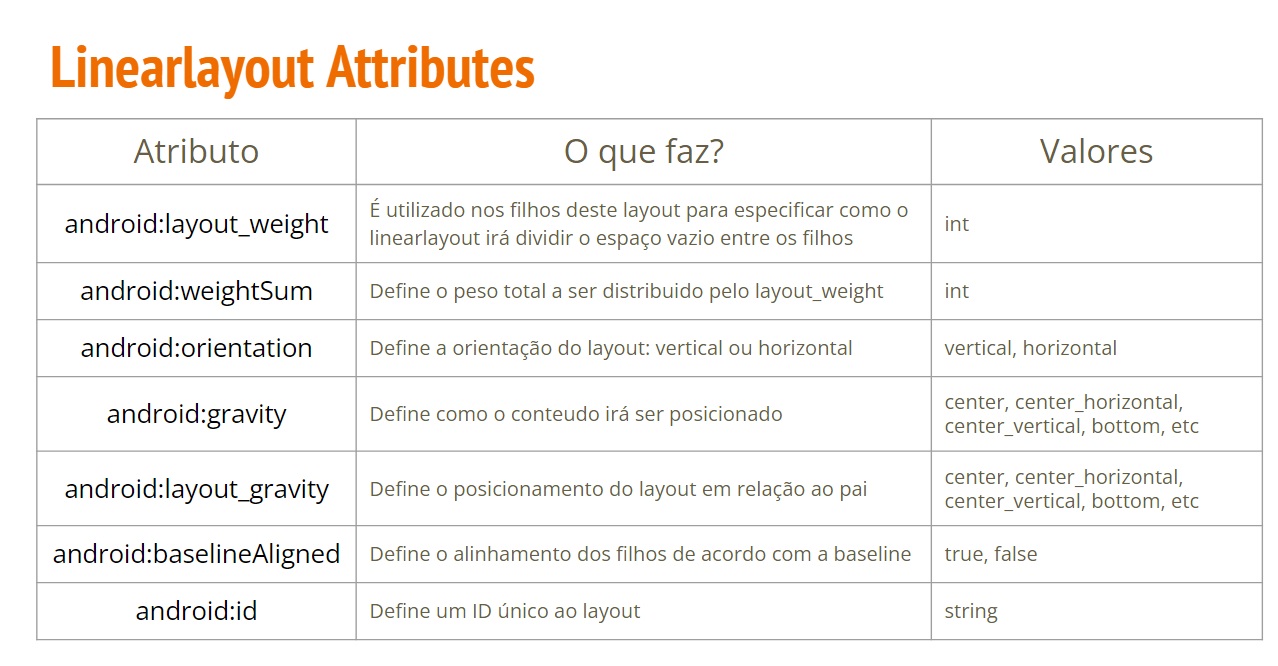 Linearlayout Attributes
Atributo
O que faz?
Valores
android:layout_weight
É utilizado nos filhos deste layout para especificar como o
linearlayout irá dividir o espaço vazio entre os filhos
int
android:weightSum
Define o peso total a ser distribuido pelo layout_weight
int
android:orientation
Define a orientação do layout: vertical ou horizontal
vertical, horizontal
android:gravity
Define como o conteudo irá ser posicionado
center, center_horizontal,
center_vertical, bottom, etc
android:layout_gravity
Define o posicionamento do layout em relação ao pai
center, center_horizontal,
center_vertical, bottom, etc
android:baselineAligned
Define o alinhamento dos filhos de acordo com a baseline
true, false
android:id
Define um ID único ao layout
string